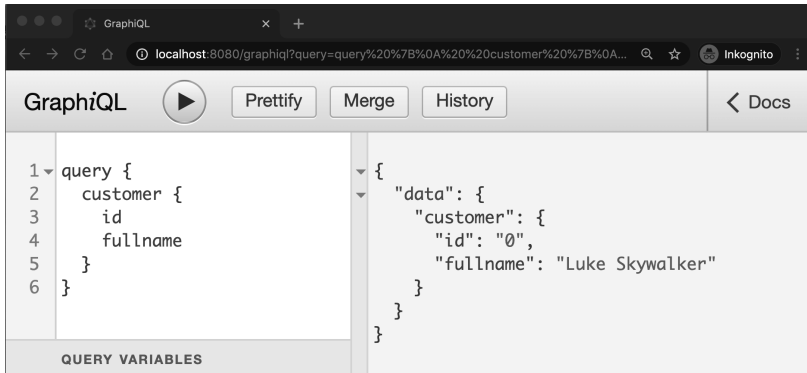 GraphiQL
localhost:8080/graphiql?query=query%20%7B%0A%20%20customer%20%7B%0A... Inkognito
GraphiQL Prettify Merge History Docs
1 query {
2 customer {
3 id
4 fullname
5 }
6 }
{
"data": {
"customer": {
"id": "0",
"fullname": "Luke Skywalker"
}
}
}
QUERY VARIABLES